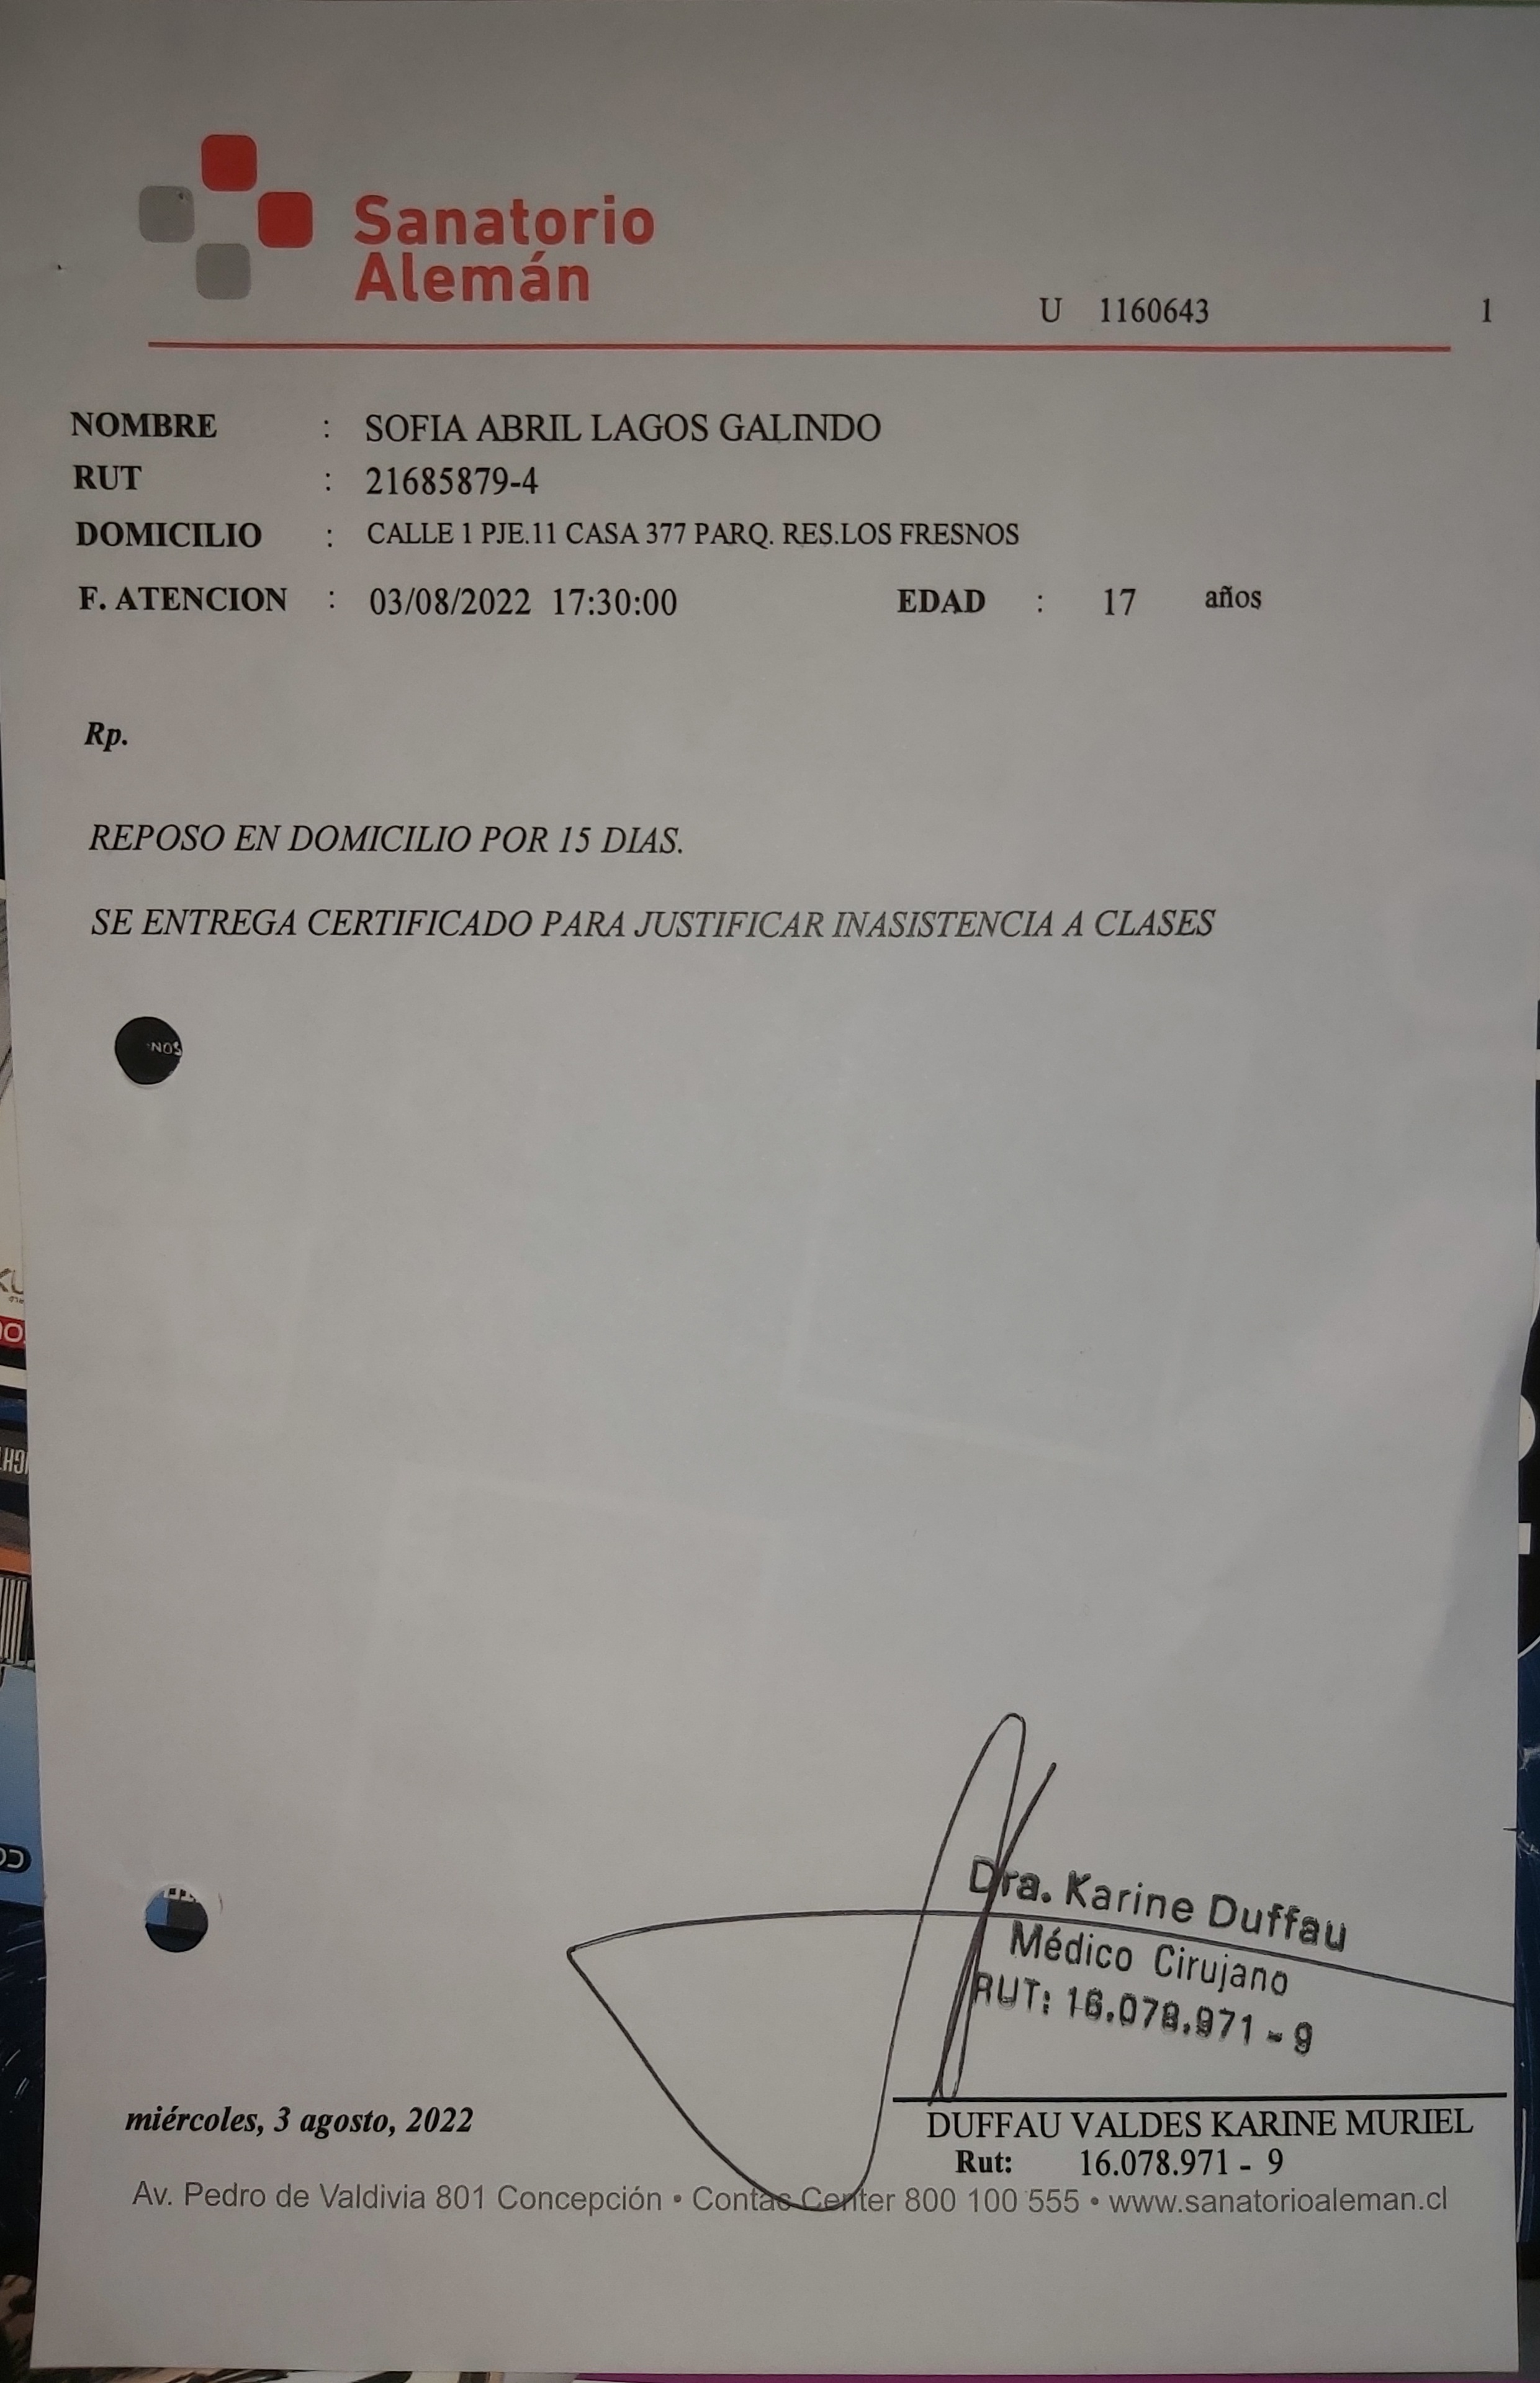 Sanatorio
Alemán
U 1160643 1
NOMBRE : SOFIA ABRIL LAGOS GALINDO
RUT : 21685879-4
DOMICILIO : CALLE 1 PJE.11 CASA 377 PARQ. RES.LOS FRESNOS
F. ATENCION : 03/08/2022 17:30:00 EDAD : 17 años
Rp.
REPOSO EN DOMICILIO POR 15 DIAS.
SE ENTREGA CERTIFICADO PARA JUSTIFICAR INASISTENCIA A CLASES
Dra. Karine Duffau
Médico Cirujano
RUT: 16.078.971 - 9
miércoles, 3 agosto, 2022
DUFFAU VALDES KARINE MURIEL
Rut: 16.078.971 - 9
Av. Pedro de Valdivia 801 Concepción • Contac Center 800 100 555 • www.sanatorioaleman.cl